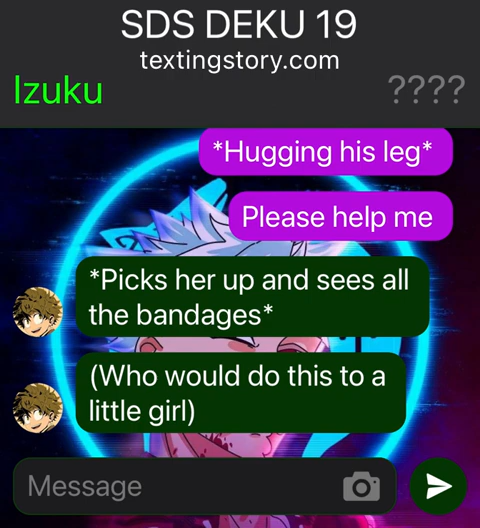 SDS DEKU 19
textingstory.com
Izuku
????
*Hugging his leg*
Please help me
*Picks her up and sees all
the bandages*
(Who would do this to a
little girl)
Message